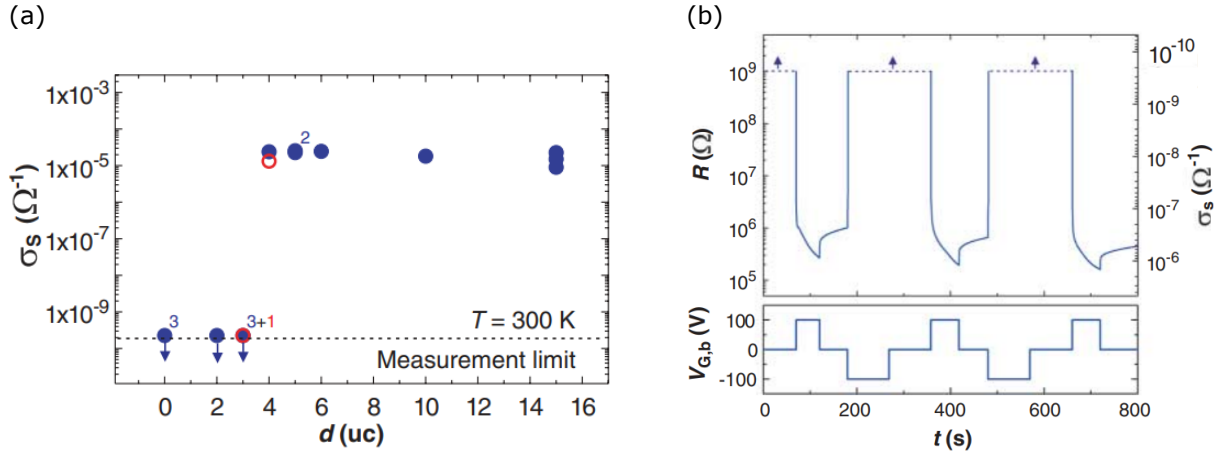 (a)
(b)
1x10⁻³
1x10⁻⁵
1x10⁻⁷
1x10⁻⁹
σₛ (Ω⁻¹)
2
3
3+1
T = 300 K
Measurement limit
0 2 4 6 8 10 12 14 16
d (uc)
10⁹
10⁸
10⁷
10⁶
10⁵
R (Ω)
10⁻¹⁰
10⁻⁹
10⁻⁸
10⁻⁷
10⁻⁶
σₛ (Ω⁻¹)
100
0
-100
V_G,b (V)
0 200 400 600 800
t (s)